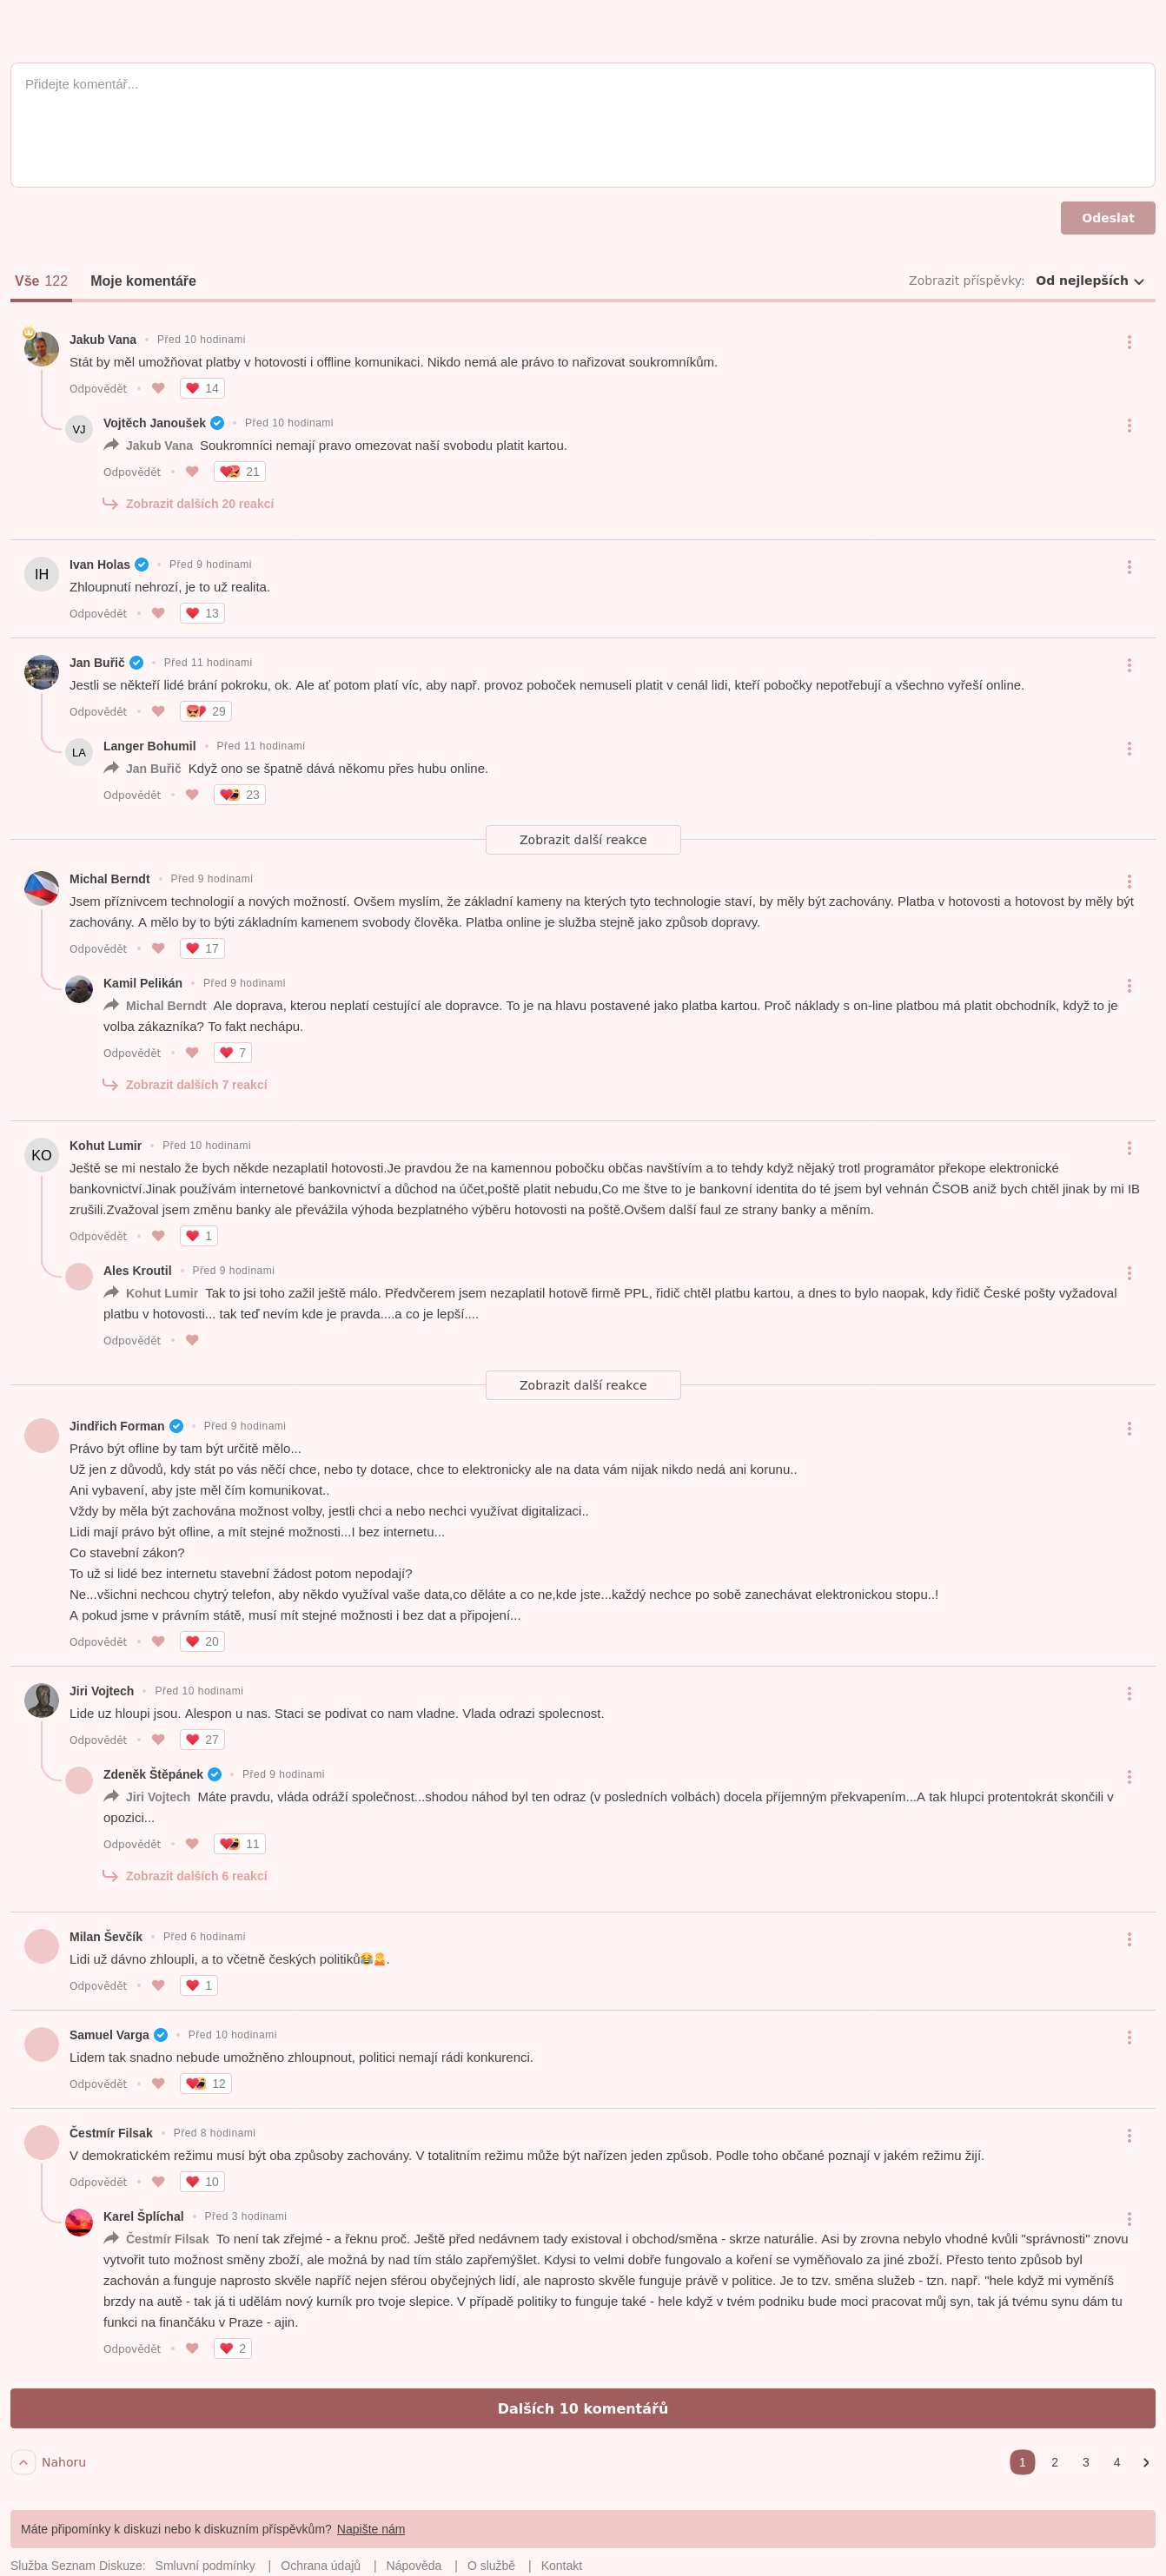 Přidejte komentář...
Odeslat
Vše 122 Moje komentáře Zobrazit příspěvky: Od nejlepších
Jakub Vana • Před 10 hodinami
Stát by měl umožňovat platby v hotovosti i offline komunikaci. Nikdo nemá ale právo to nařizovat soukromníkům.
Odpovědět • 14
VJ Vojtěch Janoušek • Před 10 hodinami
Jakub Vana Soukromníci nemají pravo omezovat naší svobodu platit kartou.
Odpovědět • 21
Zobrazit dalších 20 reakcí
IH Ivan Holas • Před 9 hodinami
Zhloupnutí nehrozí, je to už realita.
Odpovědět • 13
Jan Buřič • Před 11 hodinami
Jestli se někteří lidé brání pokroku, ok. Ale ať potom platí víc, aby např. provoz poboček nemuseli platit v cenál lidi, kteří pobočky nepotřebují a všechno vyřeší online.
Odpovědět • 29
LA Langer Bohumil • Před 11 hodinami
Jan Buřič Když ono se špatně dává někomu přes hubu online.
Odpovědět • 23
Zobrazit další reakce
Michal Berndt • Před 9 hodinami
Jsem příznivcem technologií a nových možností. Ovšem myslím, že základní kameny na kterých tyto technologie staví, by měly být zachovány. Platba v hotovosti a hotovost by měly být
zachovány. A mělo by to býti základním kamenem svobody člověka. Platba online je služba stejně jako způsob dopravy.
Odpovědět • 17
Kamil Pelikán • Před 9 hodinami
Michal Berndt Ale doprava, kterou neplatí cestující ale dopravce. To je na hlavu postavené jako platba kartou. Proč náklady s on-line platbou má platit obchodník, když to je
volba zákazníka? To fakt nechápu.
Odpovědět • 7
Zobrazit dalších 7 reakcí
KO Kohut Lumir • Před 10 hodinami
Ještě se mi nestalo že bych někde nezaplatil hotovosti.Je pravdou že na kamennou pobočku občas navštívím a to tehdy když nějaký trotl programátor překope elektronické
bankovnictví.Jinak používám internetové bankovnictví a důchod na účet,poště platit nebudu,Co me štve to je bankovní identita do té jsem byl vehnán ČSOB aniž bych chtěl jinak by mi IB
zrušili.Zvažoval jsem změnu banky ale převážila výhoda bezplatného výběru hotovosti na poště.Ovšem další faul ze strany banky a měním.
Odpovědět • 1
Ales Kroutil • Před 9 hodinami
Kohut Lumir Tak to jsi toho zažil ještě málo. Předvčerem jsem nezaplatil hotově firmě PPL, řidič chtěl platbu kartou, a dnes to bylo naopak, kdy řidič České pošty vyžadoval
platbu v hotovosti... tak teď nevím kde je pravda....a co je lepší....
Odpovědět •
Zobrazit další reakce
Jindřich Forman • Před 9 hodinami
Právo být ofline by tam být určitě mělo...
Už jen z důvodů, kdy stát po vás něčí chce, nebo ty dotace, chce to elektronicky ale na data vám nijak nikdo nedá ani korunu..
Ani vybavení, aby jste měl čím komunikovat..
Vždy by měla být zachována možnost volby, jestli chci a nebo nechci využívat digitalizaci..
Lidi mají právo být ofline, a mít stejné možnosti...I bez internetu...
Co stavební zákon?
To už si lidé bez internetu stavební žádost potom nepodají?
Ne...všichni nechcou chytrý telefon, aby někdo využíval vaše data,co děláte a co ne,kde jste...každý nechce po sobě zanechávat elektronickou stopu..!
A pokud jsme v právním státě, musí mít stejné možnosti i bez dat a připojení...
Odpovědět • 20
Jiri Vojtech • Před 10 hodinami
Lide uz hloupi jsou. Alespon u nas. Staci se podivat co nam vladne. Vlada odrazi spolecnost.
Odpovědět • 27
Zdeněk Štěpánek • Před 9 hodinami
Jiri Vojtech Máte pravdu, vláda odráží společnost...shodou náhod byl ten odraz (v posledních volbách) docela příjemným překvapením...A tak hlupci protentokrát skončili v
opozici...
Odpovědět • 11
Zobrazit dalších 6 reakcí
Milan Ševčík • Před 6 hodinami
Lidi už dávno zhloupli, a to včetně českých politiků😂🤷.
Odpovědět • 1
Samuel Varga • Před 10 hodinami
Lidem tak snadno nebude umožněno zhloupnout, politici nemají rádi konkurenci.
Odpovědět • 12
Čestmír Filsak • Před 8 hodinami
V demokratickém režimu musí být oba způsoby zachovány. V totalitním režimu může být nařízen jeden způsob. Podle toho občané poznají v jakém režimu žijí.
Odpovědět • 10
Karel Šplíchal • Před 3 hodinami
Čestmír Filsak To není tak zřejmé - a řeknu proč. Ještě před nedávnem tady existoval i obchod/směna - skrze naturálie. Asi by zrovna nebylo vhodné kvůli "správnosti" znovu
vytvořit tuto možnost směny zboží, ale možná by nad tím stálo zapřemýšlet. Kdysi to velmi dobře fungovalo a koření se vyměňovalo za jiné zboží. Přesto tento způsob byl
zachován a funguje naprosto skvěle napříč nejen sférou obyčejných lidí, ale naprosto skvěle funguje právě v politice. Je to tzv. směna služeb - tzn. např. "hele když mi vyměníš
brzdy na autě - tak já ti udělám nový kurník pro tvoje slepice. V případě politiky to funguje také - hele když v tvém podniku bude moci pracovat můj syn, tak já tvému synu dám tu
funkci na finančáku v Praze - ajin.
Odpovědět • 2
Dalších 10 komentářů
Nahoru 1 2 3 4
Máte připomínky k diskuzi nebo k diskuzním příspěvkům? Napište nám
Služba Seznam Diskuze: Smluvní podmínky | Ochrana údajů | Nápověda | O službě | Kontakt